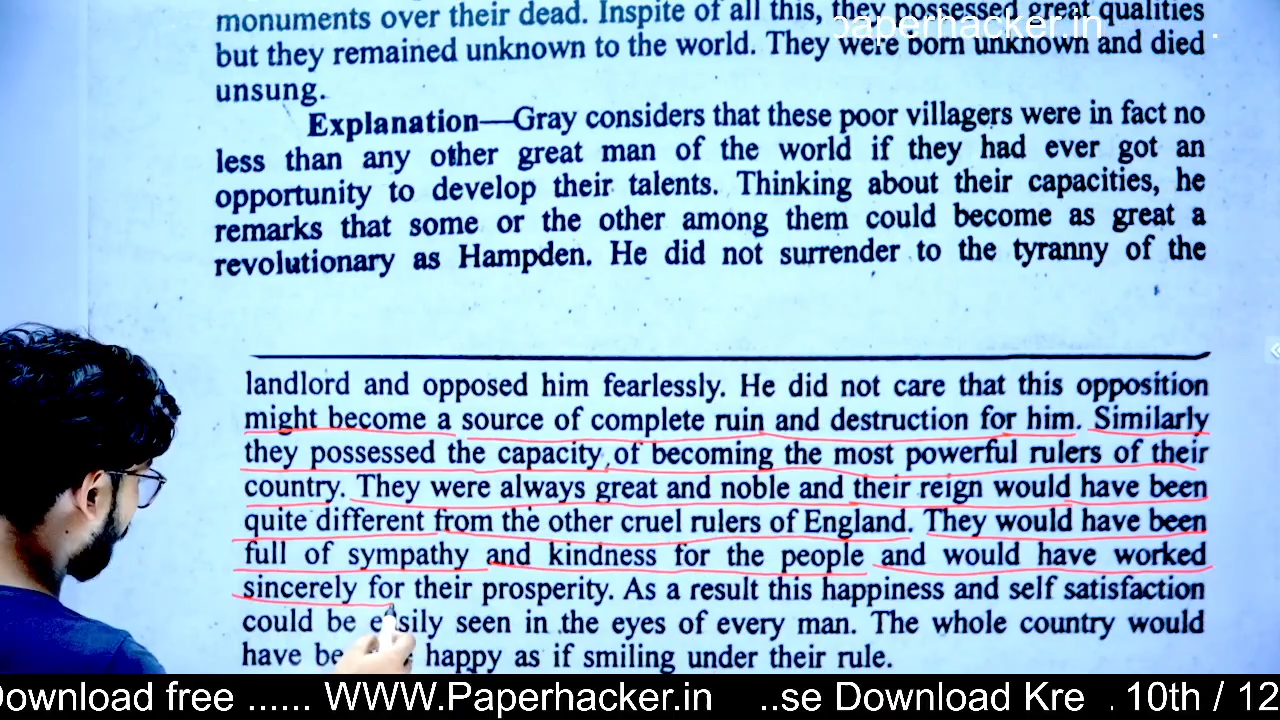 monuments over their dead. Inspite of all this, they possessed great qualities
paperhacker.in
but they remained unknown to the world. They were born unknown and died
unsung.
Explanation—Gray considers that these poor villagers were in fact no
less than any other great man of the world if they had ever got an
opportunity to develop their talents. Thinking about their capacities, he
remarks that some or the other among them could become as great a
revolutionary as Hampden. He did not surrender to the tyranny of the
landlord and opposed him fearlessly. He did not care that this opposition
might become a source of complete ruin and destruction for him. Similarly
they possessed the capacity of becoming the most powerful rulers of their
country. They were always great and noble and their reign would have been
quite different from the other cruel rulers of England. They would have been
full of sympathy and kindness for the people and would have worked
sincerely for their prosperity. As a result this happiness and self satisfaction
could be easily seen in the eyes of every man. The whole country would
have happy as if smiling under their rule.
Download free ...... WWW.Paperhacker.in ..se Download Kre . 10th / 12